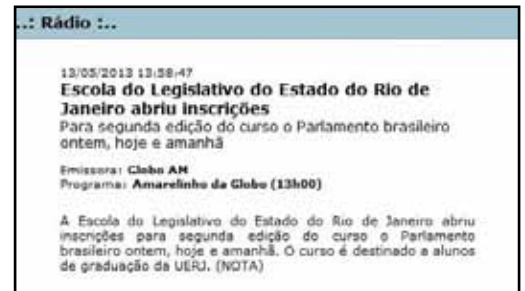 ..: Rádio :..
13/05/2013 13:58:47
Escola do Legislativo do Estado do Rio de
Janeiro abriu inscrições
Para segunda edição do curso o Parlamento brasileiro
ontem, hoje e amanhã
Emissora: Globo AM
Programa: Amarelinho da Globo (13h00)
A Escola do Legislativo do Estado do Rio de Janeiro abriu
inscrições para segunda edição do curso o Parlamento
brasileiro ontem, hoje e amanhã. O curso é destinado a alunos
de graduação da UERJ. (NOTA)